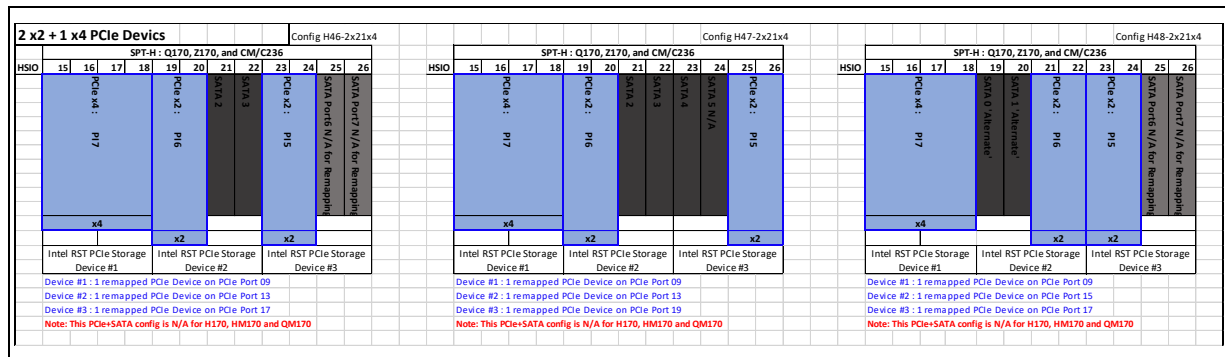 2 x2 + 1 x4 PCIe Devics
Config H46-2x21x4
SPT-H : Q170, Z170, and CM/C236
HSIO 15 16 17 18 19 20 21 22 23 24 25 26
PCIe x4 : PI7
PCIe x2 : PI6
SATA 2
SATA 3
PCIe x2 : PI5
SATA Port6 N/A for Remapping
SATA Port7 N/A for Remapping
x4
x2
x2
Intel RST PCIe Storage Device #1
Intel RST PCIe Storage Device #2
Intel RST PCIe Storage Device #3
Device #1 : 1 remapped PCIe Device on PCIe Port 09
Device #2 : 1 remapped PCIe Device on PCIe Port 13
Device #3 : 1 remapped PCIe Device on PCIe Port 17
Note: This PCIe+SATA config is N/A for H170, HM170 and QM170
Config H47-2x21x4
SPT-H : Q170, Z170, and CM/C236
HSIO 15 16 17 18 19 20 21 22 23 24 25 26
PCIe x4 : PI7
PCIe x2 : PI6
SATA 2
SATA 3
SATA 4
SATA 5 N/A
PCIe x2 : PI5
x4
x2
x2
Intel RST PCIe Storage Device #1
Intel RST PCIe Storage Device #2
Intel RST PCIe Storage Device #3
Device #1 : 1 remapped PCIe Device on PCIe Port 09
Device #2 : 1 remapped PCIe Device on PCIe Port 13
Device #3 : 1 remapped PCIe Device on PCIe Port 19
Note: This PCIe+SATA config is N/A for H170, HM170 and QM170
Config H48-2x21x4
SPT-H : Q170, Z170, and CM/C236
HSIO 15 16 17 18 19 20 21 22 23 24 25 26
PCIe x4 : PI7
SATA 0 'Alternate'
SATA 1 'Alternate'
PCIe x2 : PI6
PCIe x2 : PI5
SATA Port6 N/A for Remapping
SATA Port7 N/A for Remapping
x4
x2
x2
Intel RST PCIe Storage Device #1
Intel RST PCIe Storage Device #2
Intel RST PCIe Storage Device #3
Device #1 : 1 remapped PCIe Device on PCIe Port 09
Device #2 : 1 remapped PCIe Device on PCIe Port 15
Device #3 : 1 remapped PCIe Device on PCIe Port 17
Note: This PCIe+SATA config is N/A for H170, HM170 and QM170